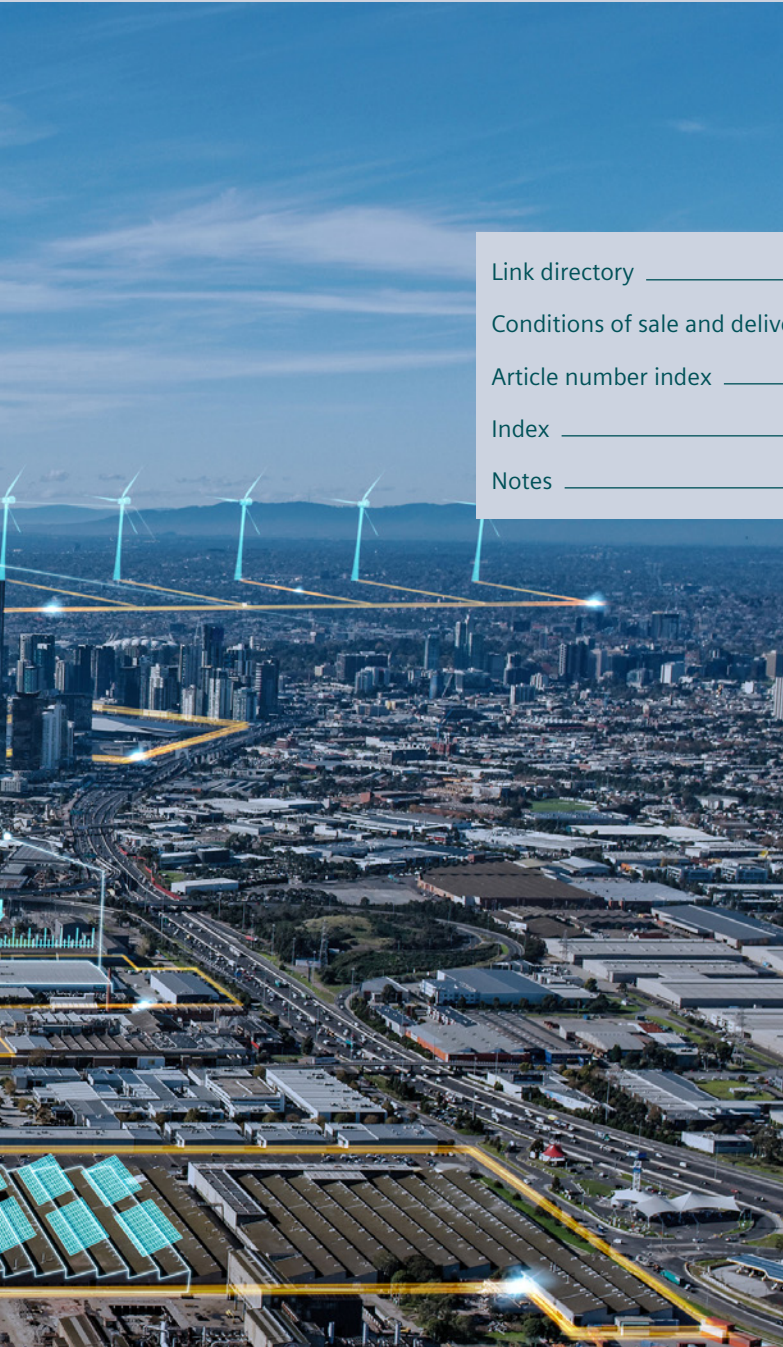 Link directory
Conditions of sale and delive
Article number index
Index
Notes